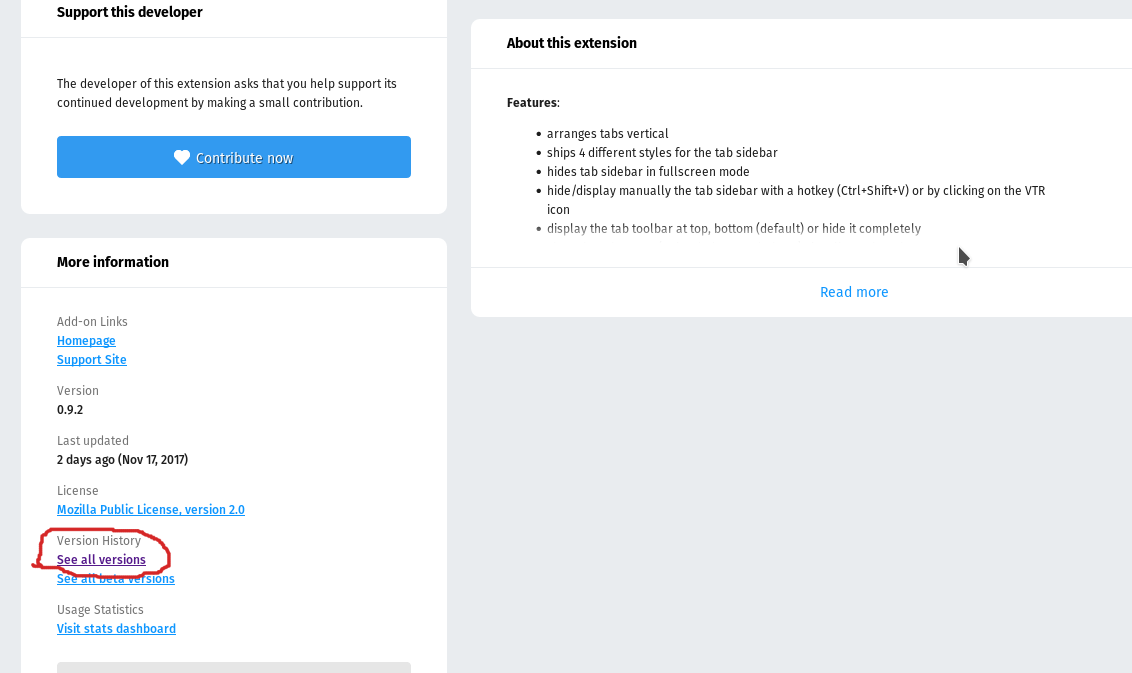 Support this developer
The developer of this extension asks that you help support its
continued development by making a small contribution.
Contribute now
More information
Add-on Links
Homepage
Support Site
Version
0.9.2
Last updated
2 days ago (Nov 17, 2017)
License
Mozilla Public License, version 2.0
Version History
See all versions
See all beta versions
Usage Statistics
Visit stats dashboard
About this extension
Features:
• arranges tabs vertical
• ships 4 different styles for the tab sidebar
• hides tab sidebar in fullscreen mode
• hide/display manually the tab sidebar with a hotkey (Ctrl+Shift+V) or by clicking on the VTR
icon
• display the tab toolbar at top, bottom (default) or hide it completely
Read more